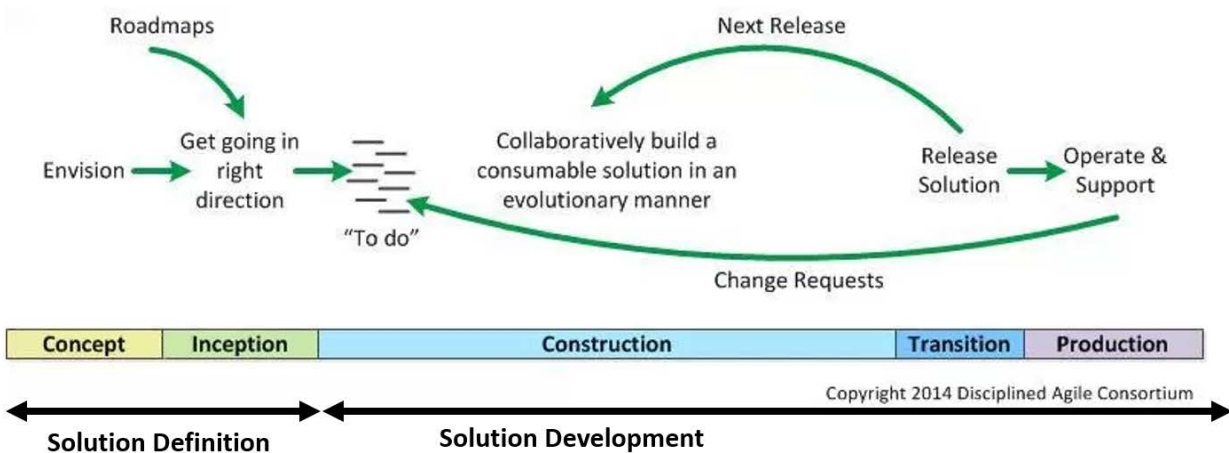 Roadmaps
Next Release
Envision
Get going in
right
direction
“To do”
Collaboratively build a
consumable solution in an
evolutionary manner
Release
Solution
Operate &
Support
Change Requests
Concept
Inception
Construction
Transition
Production
Copyright 2014 Disciplined Agile Consortium
Solution Definition
Solution Development